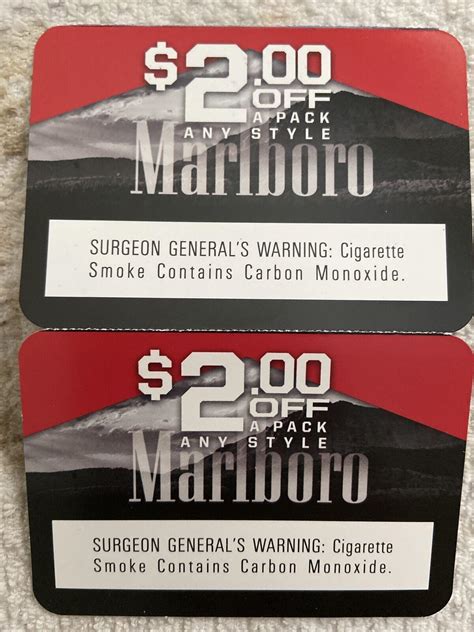 $2.00
OFF
A PACK
ANY STYLE
Marlboro
SURGEON GENERAL'S WARNING: Cigarette
Smoke Contains Carbon Monoxide.
$2.00
OFF
A PACK
ANY STYLE
Marlboro
SURGEON GENERAL'S WARNING: Cigarette
Smoke Contains Carbon Monoxide.